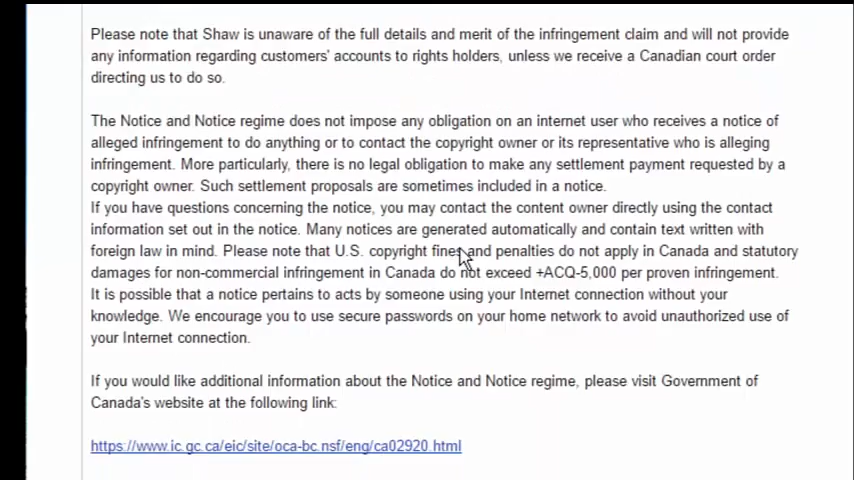 Please note that Shaw is unaware of the full details and merit of the infringement claim and will not provide
any information regarding customers' accounts to rights holders, unless we receive a Canadian court order
directing us to do so.
The Notice and Notice regime does not impose any obligation on an internet user who receives a notice of
alleged infringement to do anything or to contact the copyright owner or its representative who is alleging
infringement. More particularly, there is no legal obligation to make any settlement payment requested by a
copyright owner. Such settlement proposals are sometimes included in a notice.
If you have questions concerning the notice, you may contact the content owner directly using the contact
information set out in the notice. Many notices are generated automatically and contain text written with
foreign law in mind. Please note that U.S. copyright fines and penalties do not apply in Canada and statutory
damages for non-commercial infringement in Canada do not exceed +ACQ-5,000 per proven infringement.
It is possible that a notice pertains to acts by someone using your Internet connection without your
knowledge. We encourage you to use secure passwords on your home network to avoid unauthorized use of
your Internet connection.
If you would like additional information about the Notice and Notice regime, please visit Government of
Canada's website at the following link:
https://www.ic.gc.ca/eic/site/oca-bc.nsf/eng/ca02920.html